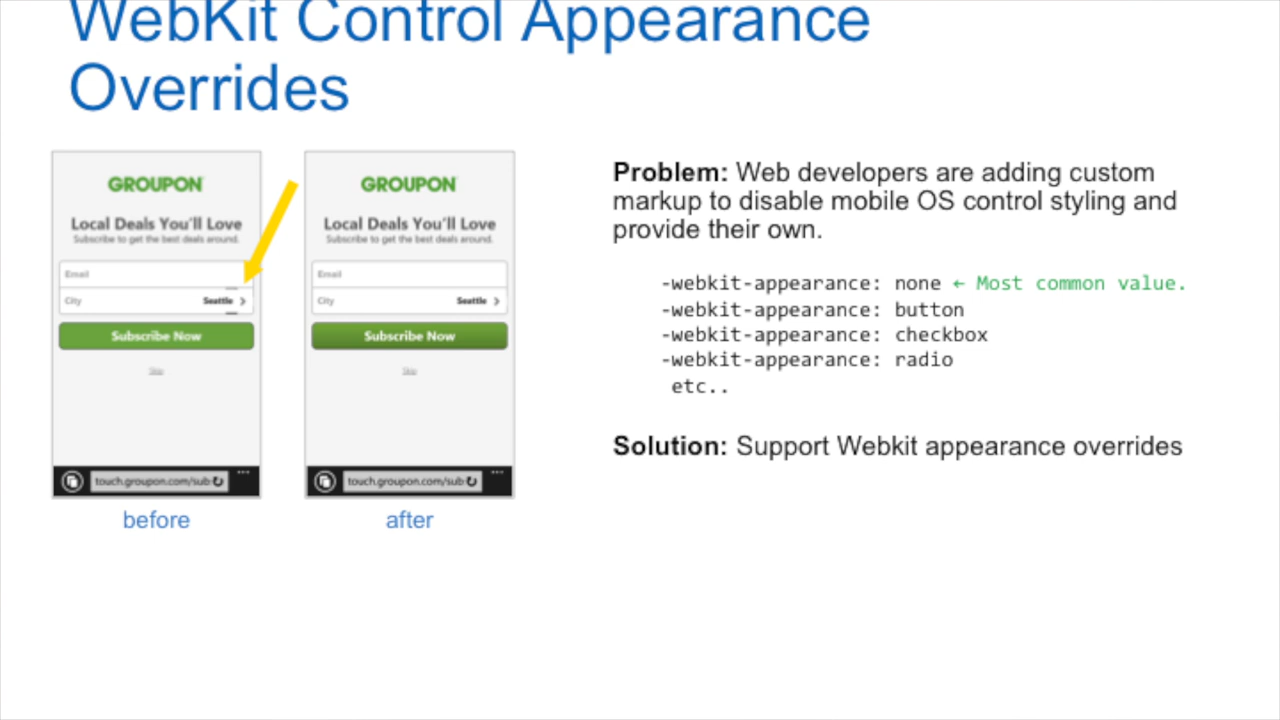 WebKit Control Appearance
Overrides
GROUPON
Local Deals You'll Love
Subscribe to get the best deals around.
Email
City Seattle
Subscribe Now
Skip
touch.groupon.com/sub
before
GROUPON
Local Deals You'll Love
Subscribe to get the best deals around.
Email
City Seattle
Subscribe Now
Skip
touch.groupon.com/sub
after
Problem: Web developers are adding custom
markup to disable mobile OS control styling and
provide their own.
-webkit-appearance: none ← Most common value.
-webkit-appearance: button
-webkit-appearance: checkbox
-webkit-appearance: radio
etc..
Solution: Support Webkit appearance overrides